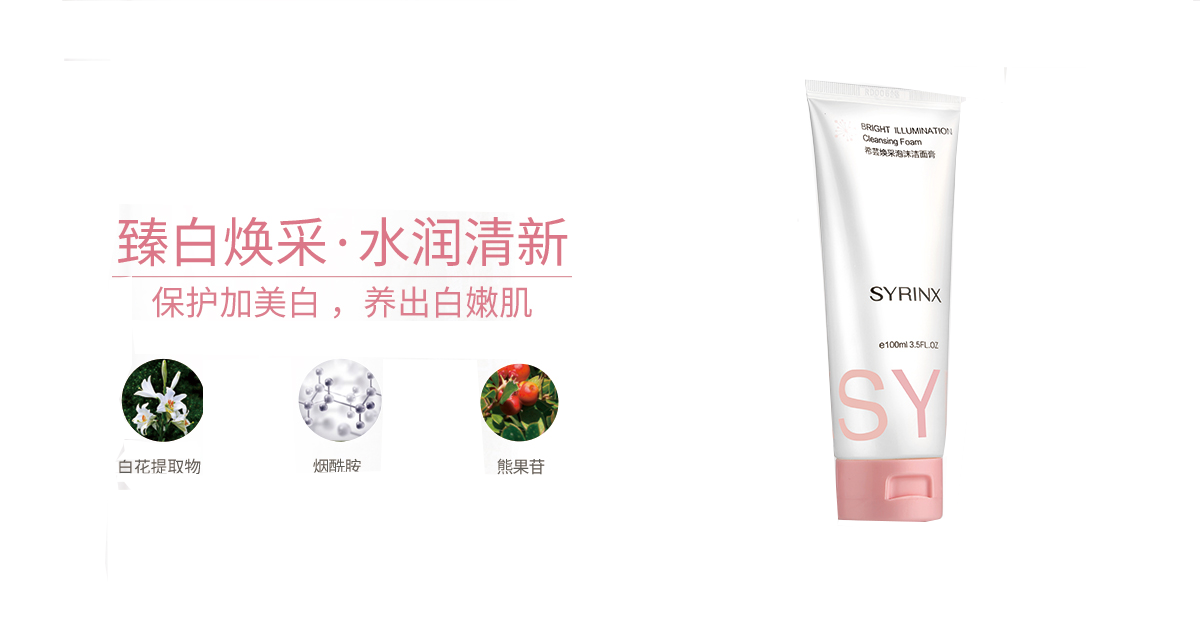 臻白焕采·水润清新
保护加美白，养出白嫩肌
白花提取物
烟酰胺
熊果苷
BRIGHT ILLUMINATION
Cleansing Foam
希芸焕采泡沫洁面膏
SYRINX
e100ml 3.5FL.OZ
SY